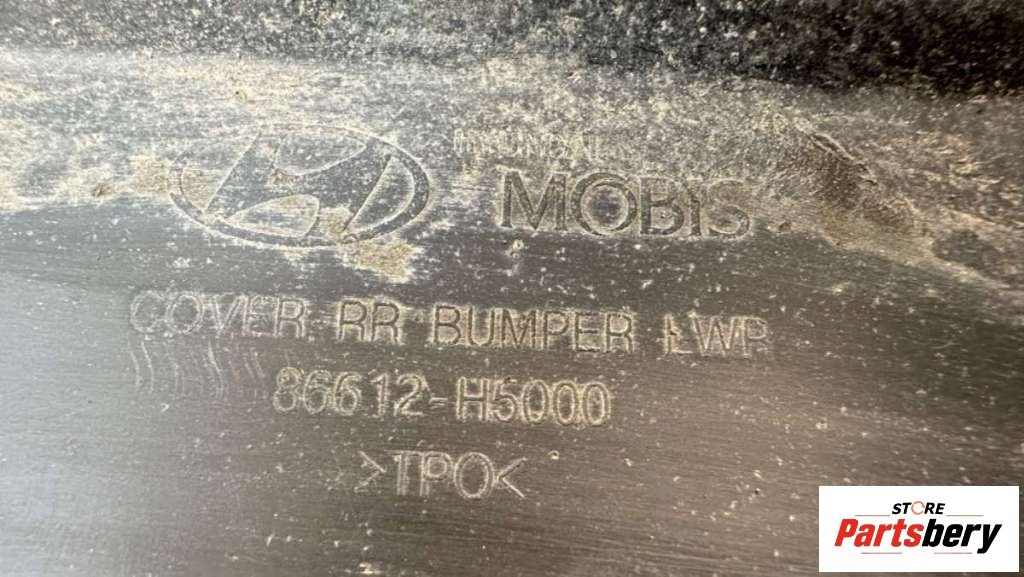 HYUNDAI
MOBIS
COVER-RR BUMPER LWR
86612-H5000
>TPO<
STORE
Partsbery